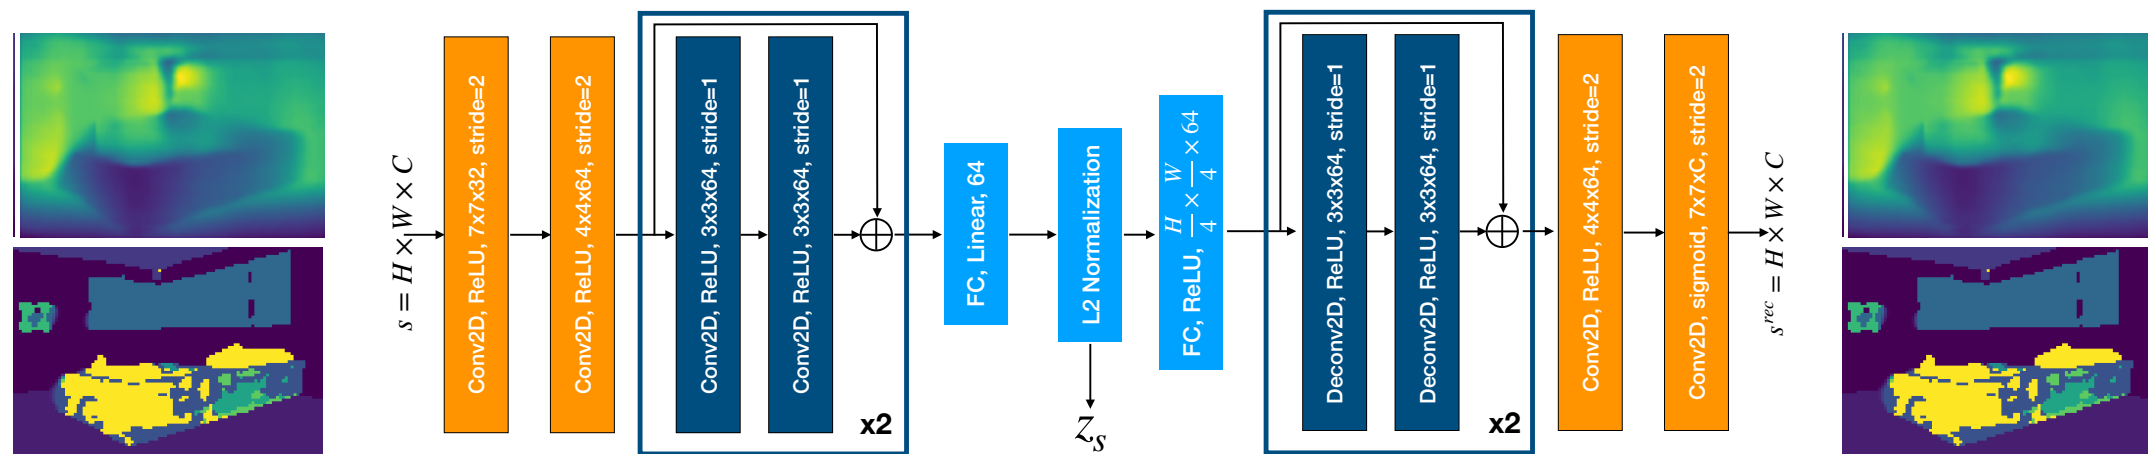 s = H × W × C
Conv2D, ReLU, 7x7x32, stride=2
Conv2D, ReLU, 4x4x64, stride=2
Conv2D, ReLU, 3x3x64, stride=1
Conv2D, ReLU, 3x3x64, stride=1
x2
FC, Linear, 64
L2 Normalization
z_s
FC, ReLU, H/4 × W/4 × 64
Deconv2D, ReLU, 3x3x64, stride=1
Deconv2D, ReLU, 3x3x64, stride=1
x2
Conv2D, ReLU, 4x4x64, stride=2
Conv2D, sigmoid, 7x7xC, stride=2
s^rec = H × W × C